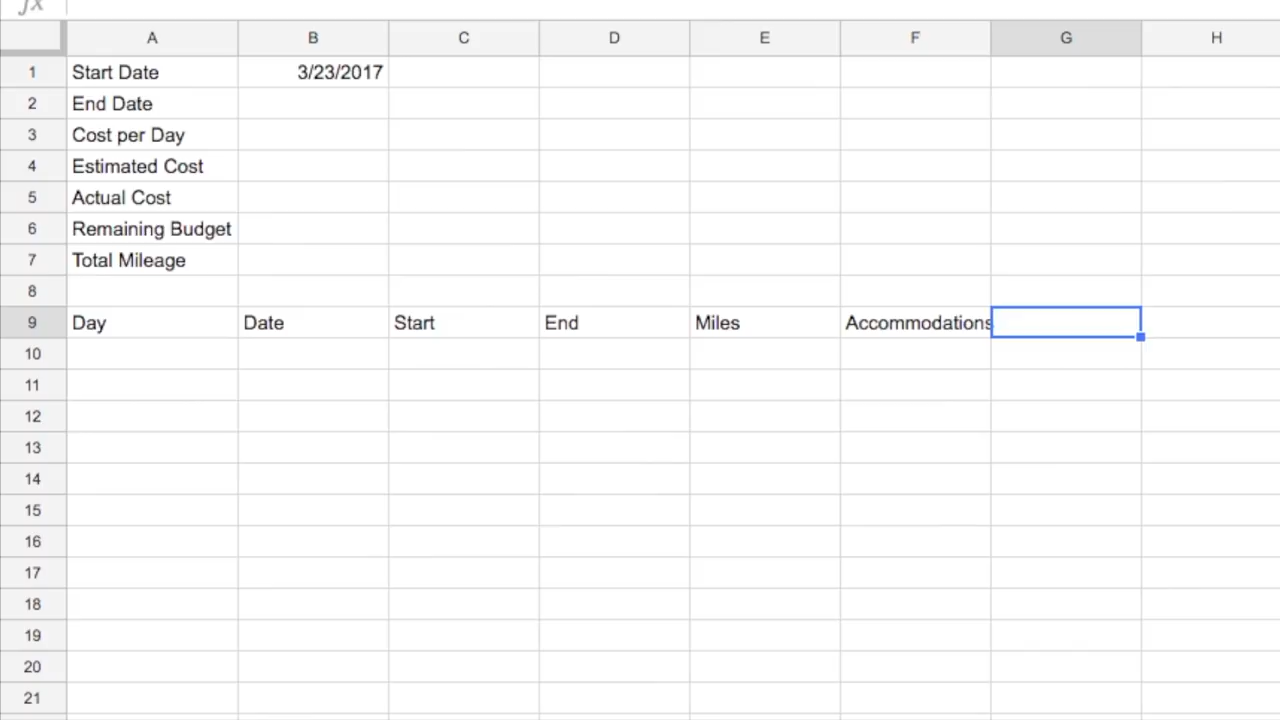 fx
A B C D E F G H
1 Start Date 3/23/2017
2 End Date
3 Cost per Day
4 Estimated Cost
5 Actual Cost
6 Remaining Budget
7 Total Mileage
8
9 Day Date Start End Miles Accommodations
10
11
12
13
14
15
16
17
18
19
20
21